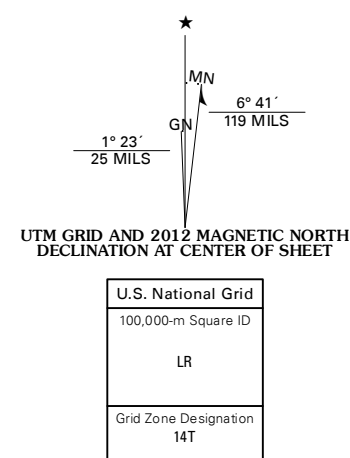 ★
MN
6° 41´
119 MILS
GN
1° 23´
25 MILS
UTM GRID AND 2012 MAGNETIC NORTH
DECLINATION AT CENTER OF SHEET
U.S. National Grid
100,000-m Square ID
LR
Grid Zone Designation
14T